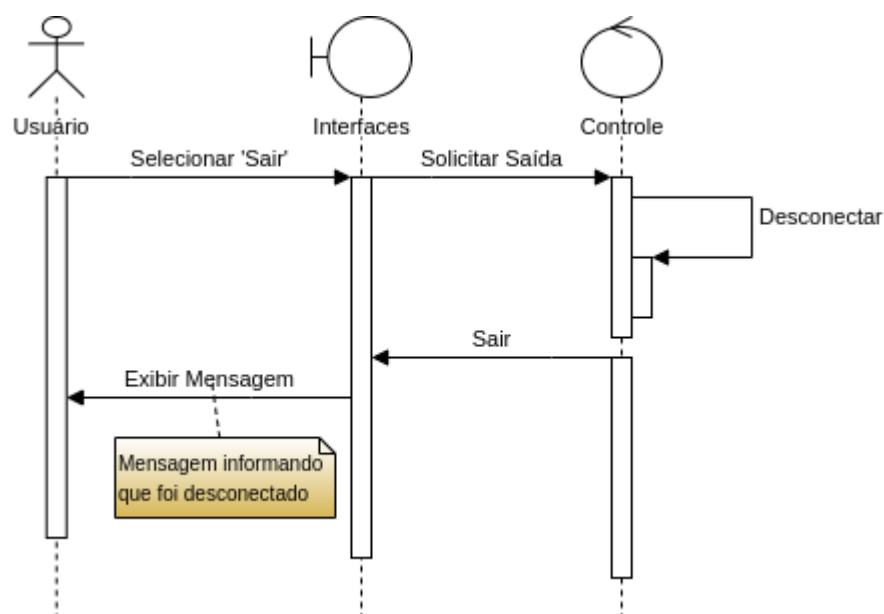 Usuário
Interfaces
Controle
Selecionar 'Sair'
Solicitar Saída
Desconectar
Sair
Exibir Mensagem
Mensagem informando
que foi desconectado